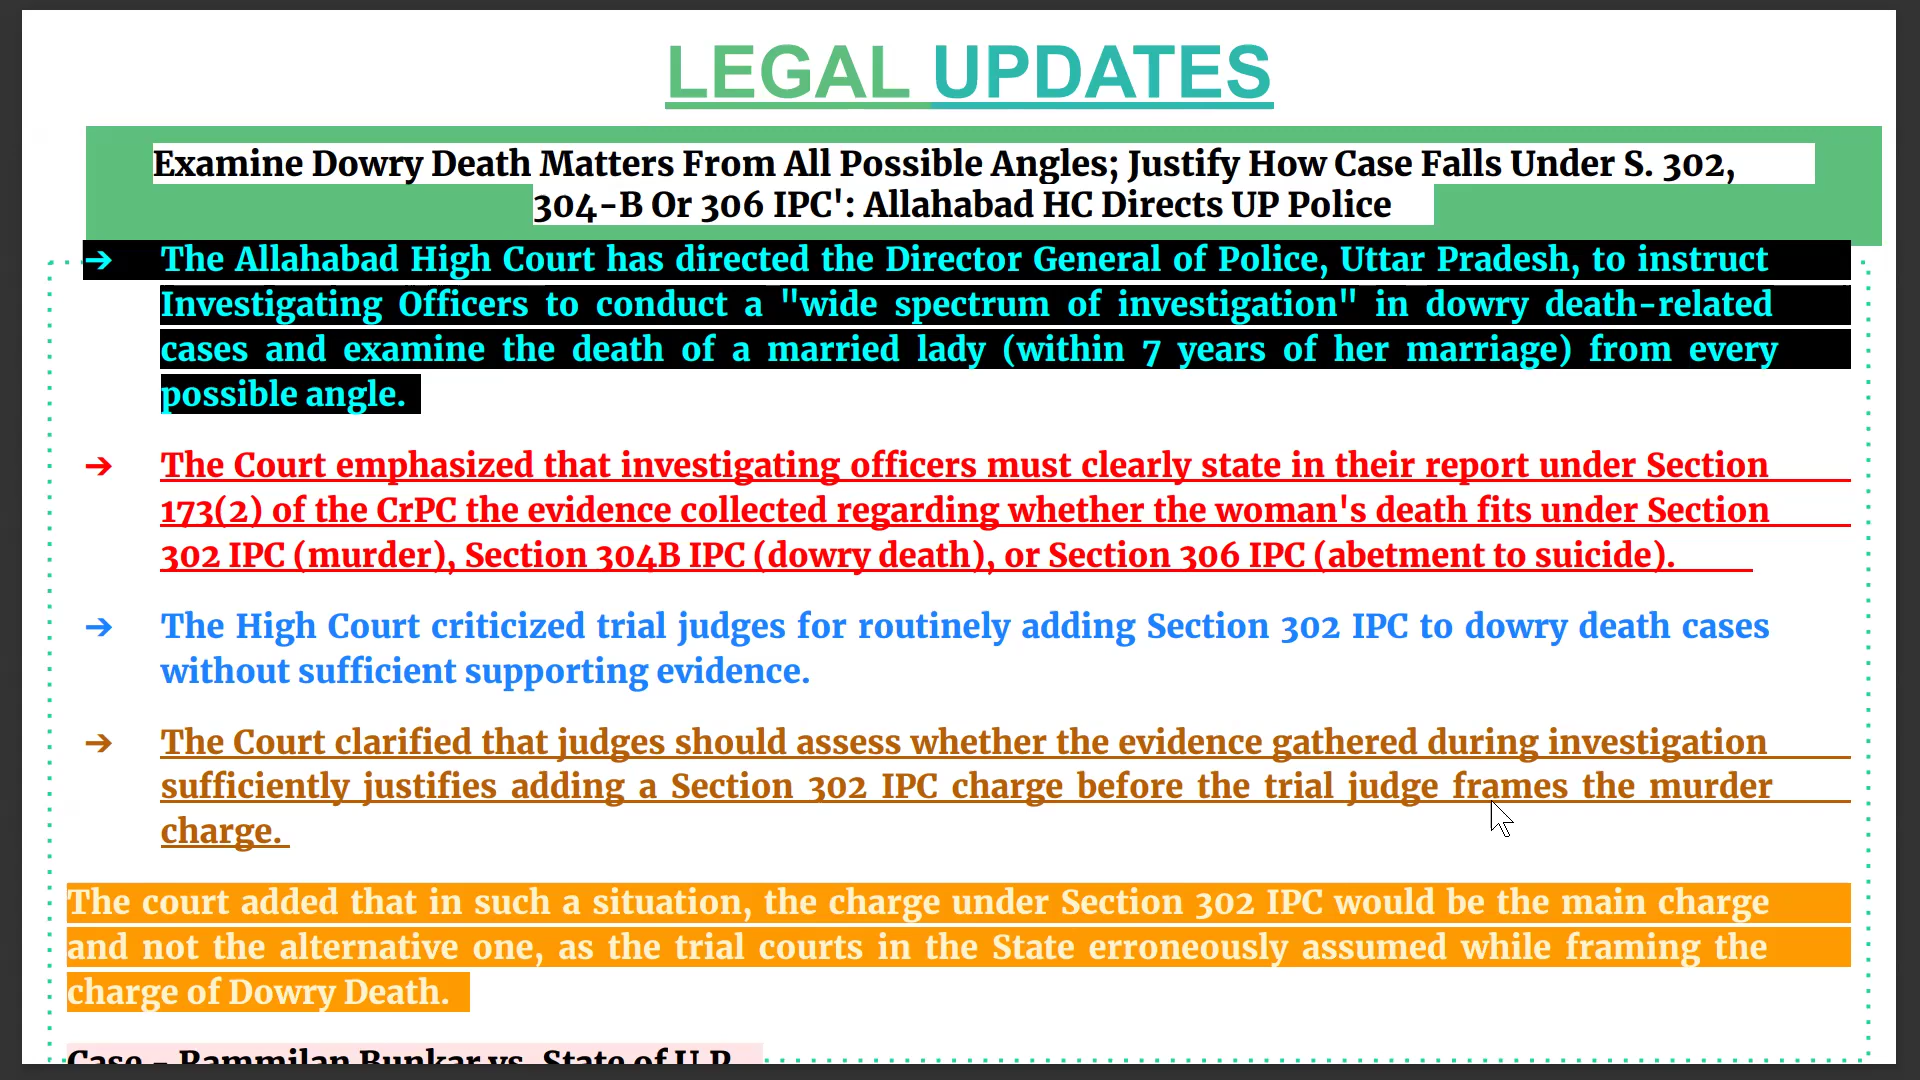 LEGAL UPDATES
Examine Dowry Death Matters From All Possible Angles; Justify How Case Falls Under S. 302,
304-B Or 306 IPC': Allahabad HC Directs UP Police
➔ The Allahabad High Court has directed the Director General of Police, Uttar Pradesh, to instruct
Investigating Officers to conduct a "wide spectrum of investigation" in dowry death-related
cases and examine the death of a married lady (within 7 years of her marriage) from every
possible angle.
➔ The Court emphasized that investigating officers must clearly state in their report under Section
173(2) of the CrPC the evidence collected regarding whether the woman's death fits under Section
302 IPC (murder), Section 304B IPC (dowry death), or Section 306 IPC (abetment to suicide).
➔ The High Court criticized trial judges for routinely adding Section 302 IPC to dowry death cases
without sufficient supporting evidence.
➔ The Court clarified that judges should assess whether the evidence gathered during investigation
sufficiently justifies adding a Section 302 IPC charge before the trial judge frames the murder
charge.
The court added that in such a situation, the charge under Section 302 IPC would be the main charge
and not the alternative one, as the trial courts in the State erroneously assumed while framing the
charge of Dowry Death.
Case - Rammilan Bunkar vs. State of U.P.